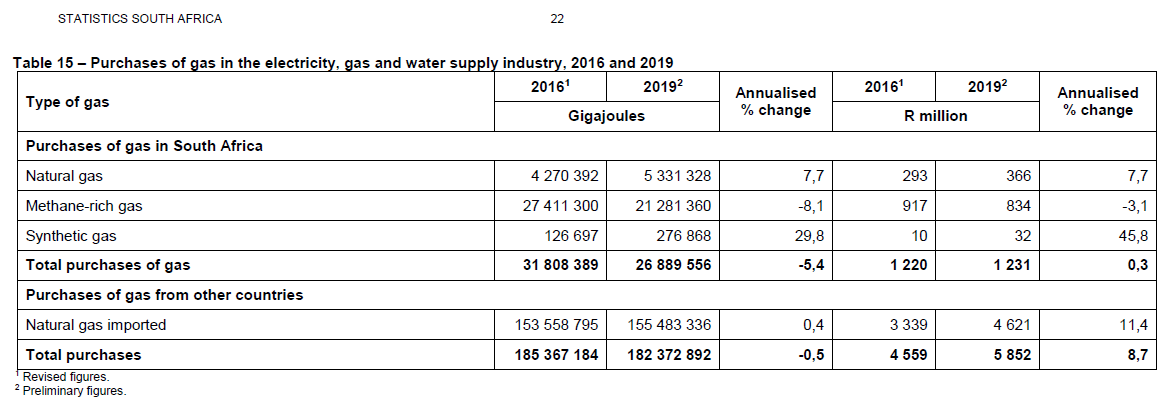 STATISTICS SOUTH AFRICA 22
Table 15 – Purchases of gas in the electricity, gas and water supply industry, 2016 and 2019
Type of gas 2016¹ 2019² Annualised % change 2016¹ 2019² Annualised % change
Gigajoules R million
Purchases of gas in South Africa
Natural gas 4 270 392 5 331 328 7,7 293 366 7,7
Methane-rich gas 27 411 300 21 281 360 -8,1 917 834 -3,1
Synthetic gas 126 697 276 868 29,8 10 32 45,8
Total purchases of gas 31 808 389 26 889 556 -5,4 1 220 1 231 0,3
Purchases of gas from other countries
Natural gas imported 153 558 795 155 483 336 0,4 3 339 4 621 11,4
Total purchases 185 367 184 182 372 892 -0,5 4 559 5 852 8,7
¹ Revised figures.
² Preliminary figures.